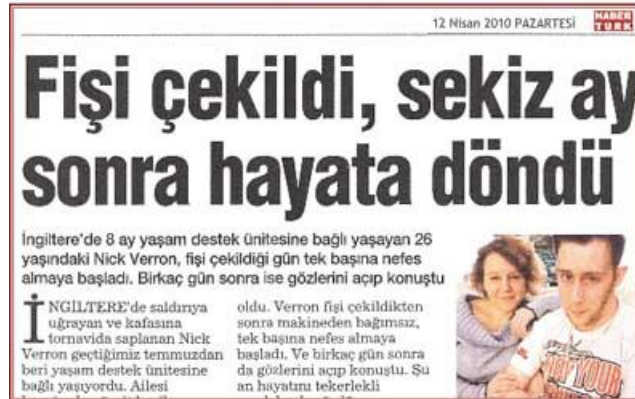 12 Nisan 2010 PAZARTESİ
HABER
TURK
Fişi çekildi, sekiz ay
sonra hayata döndü
İngiltere'de 8 ay yaşam destek ünitesine bağlı yaşayan 26
yaşındaki Nick Verron, fişi çekildiği gün tek başına nefes
almaya başladı. Birkaç gün sonra ise gözlerini açıp konuştu
İNGİLTERE'de saldırıya
uğrayan ve kafasına
tornavida saplanan Nick
Verron geçtiğimiz temmuzdan
beri yaşam destek ünitesine
bağlı yaşıyordu. Ailesi
oldu. Verron fişi çekildikten
sonra makineden bağımsız,
tek başına nefes almaya
başladı. Ve birkaç gün sonra
da gözlerini açıp konuştu. Şu
an hayatını tekerlekli